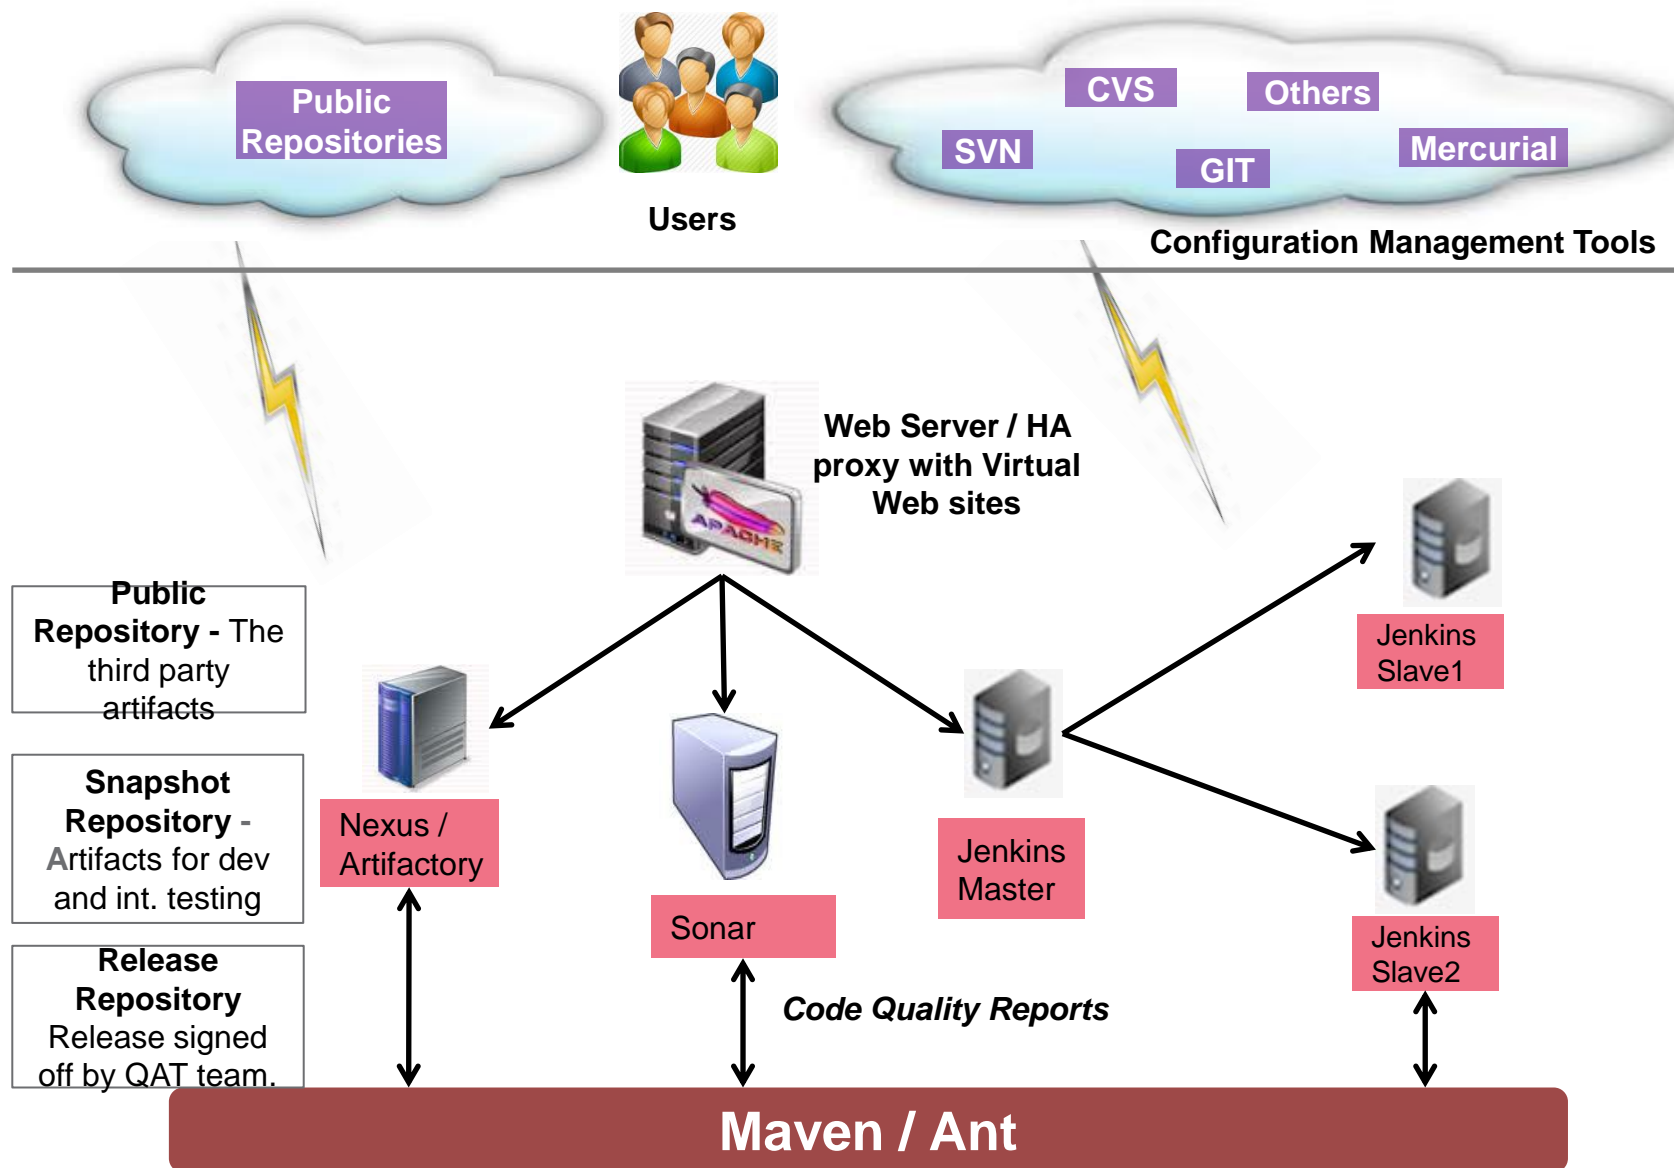 Public
Repositories
Users
CVS
Others
SVN
GIT
Mercurial
Configuration Management Tools
Web Server / HA
proxy with Virtual
Web sites
APACHE
Public
Repository - The
third party
artifacts
Snapshot
Repository -
Artifacts for dev
and int. testing
Release
Repository
Release signed
off by QAT team.
Nexus /
Artifactory
Sonar
Jenkins
Master
Jenkins
Slave1
Jenkins
Slave2
Code Quality Reports
Maven / Ant